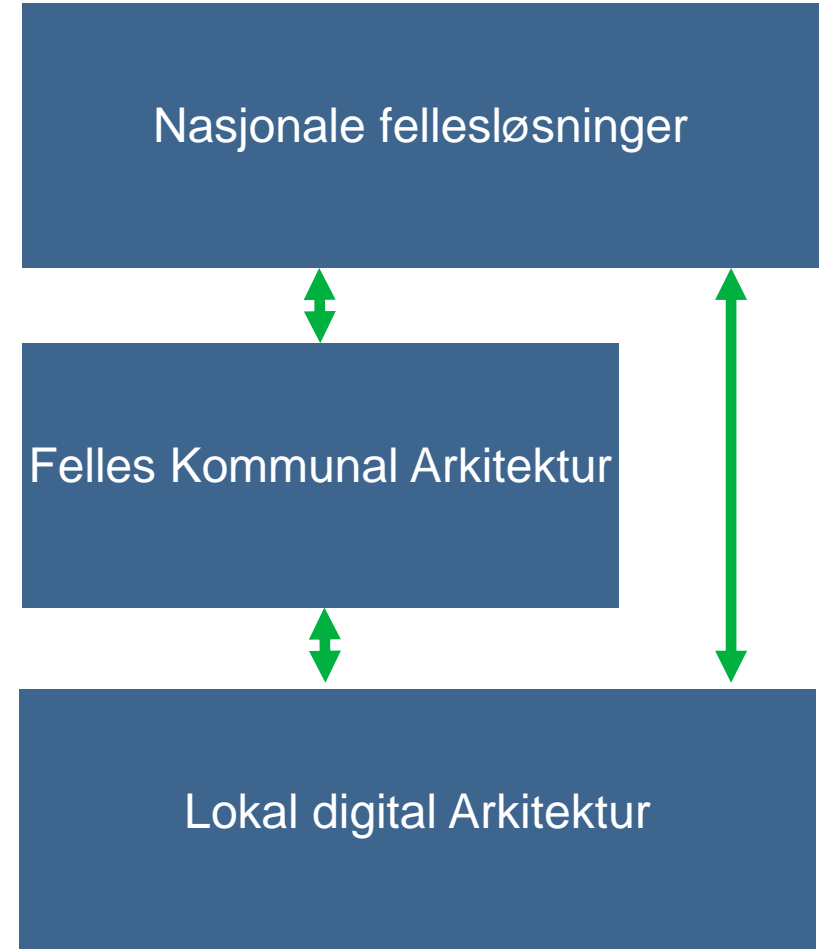 Nasjonale fellesløsninger
Felles Kommunal Arkitektur
Lokal digital Arkitektur